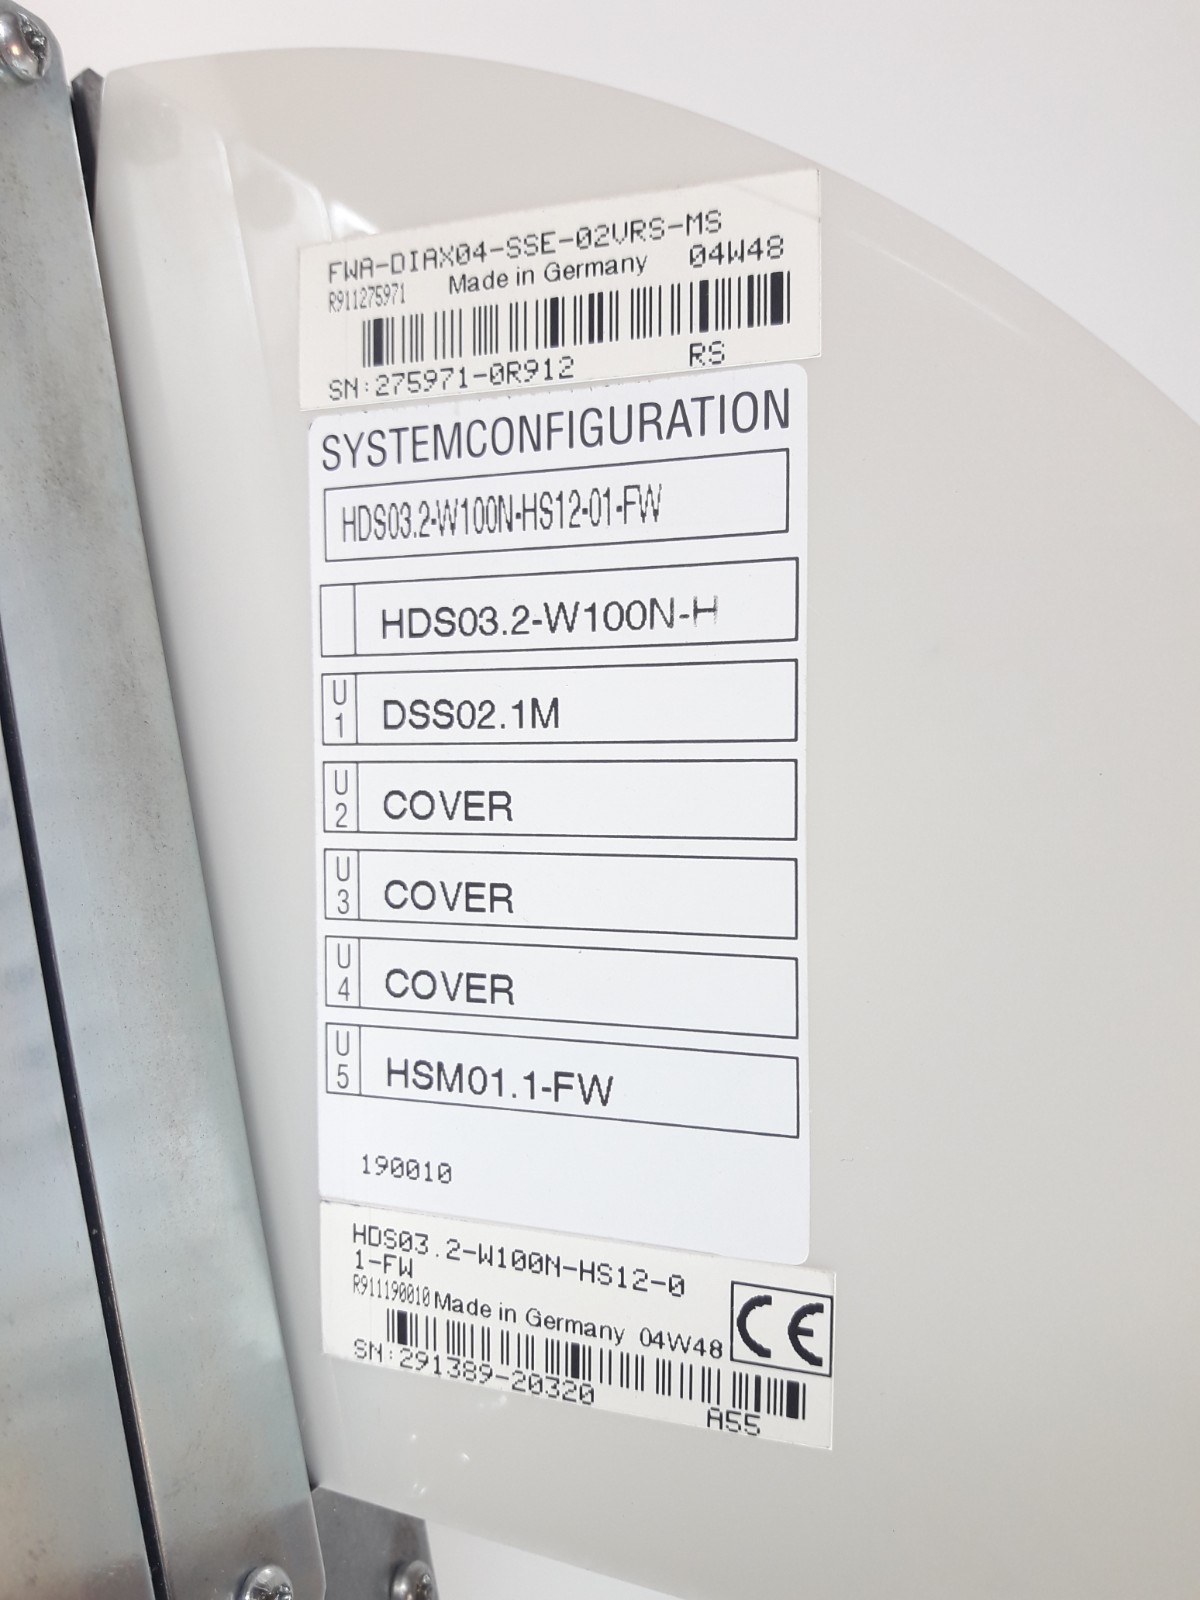 FWA-DIAX04-SSE-02VRS-MS
R911275971 Made in Germany 04W48
SN:275971-0R912 RS
SYSTEMCONFIGURATION
HDS03.2-W100N-HS12-01-FW
HDS03.2-W100N-H
U1 DSS02.1M
U2 COVER
U3 COVER
U4 COVER
U5 HSM01.1-FW
190010
HDS03.2-W100N-HS12-0
1-FW
R911190010 Made in Germany 04W48
CE
SN:291389-20320 A55